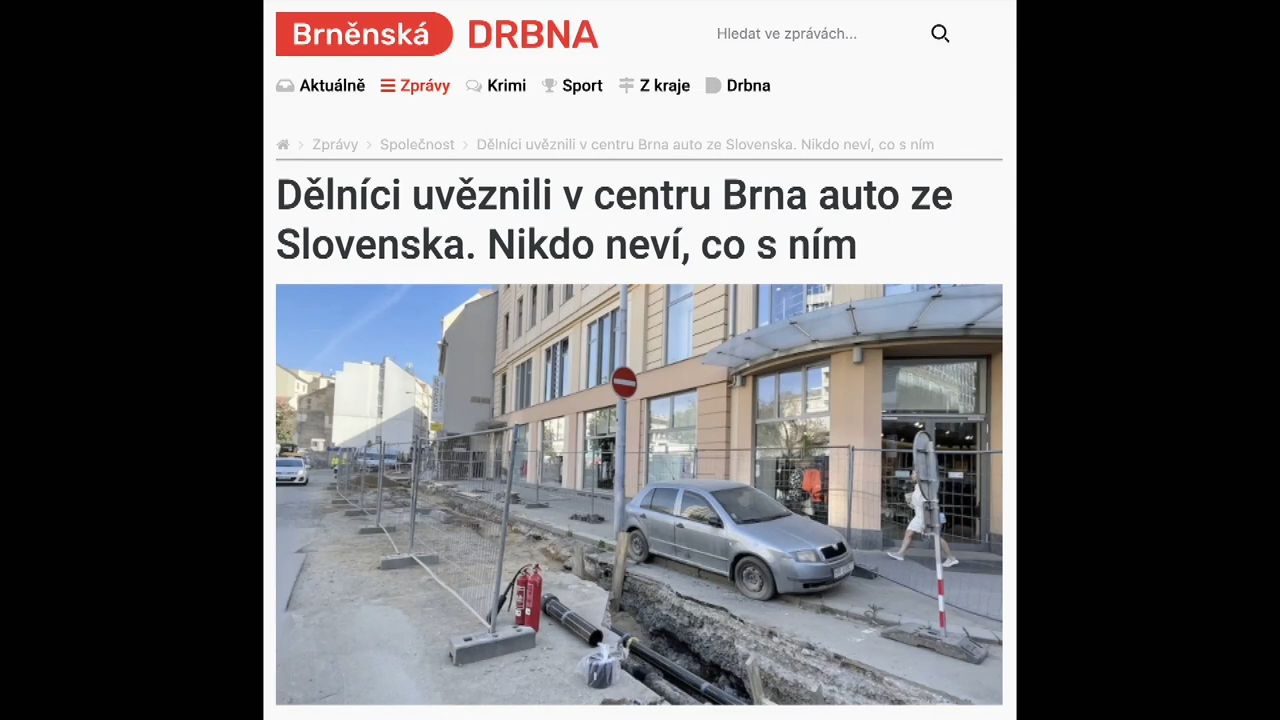 Brněnská DRBNA
Hledat ve zprávách...
Aktuálně Zprávy Krimi Sport Z kraje Drbna
Zprávy > Společnost > Dělníci uvěznili v centru Brna auto ze Slovenska. Nikdo neví, co s ním
Dělníci uvěznili v centru Brna auto ze
Slovenska. Nikdo neví, co s ním